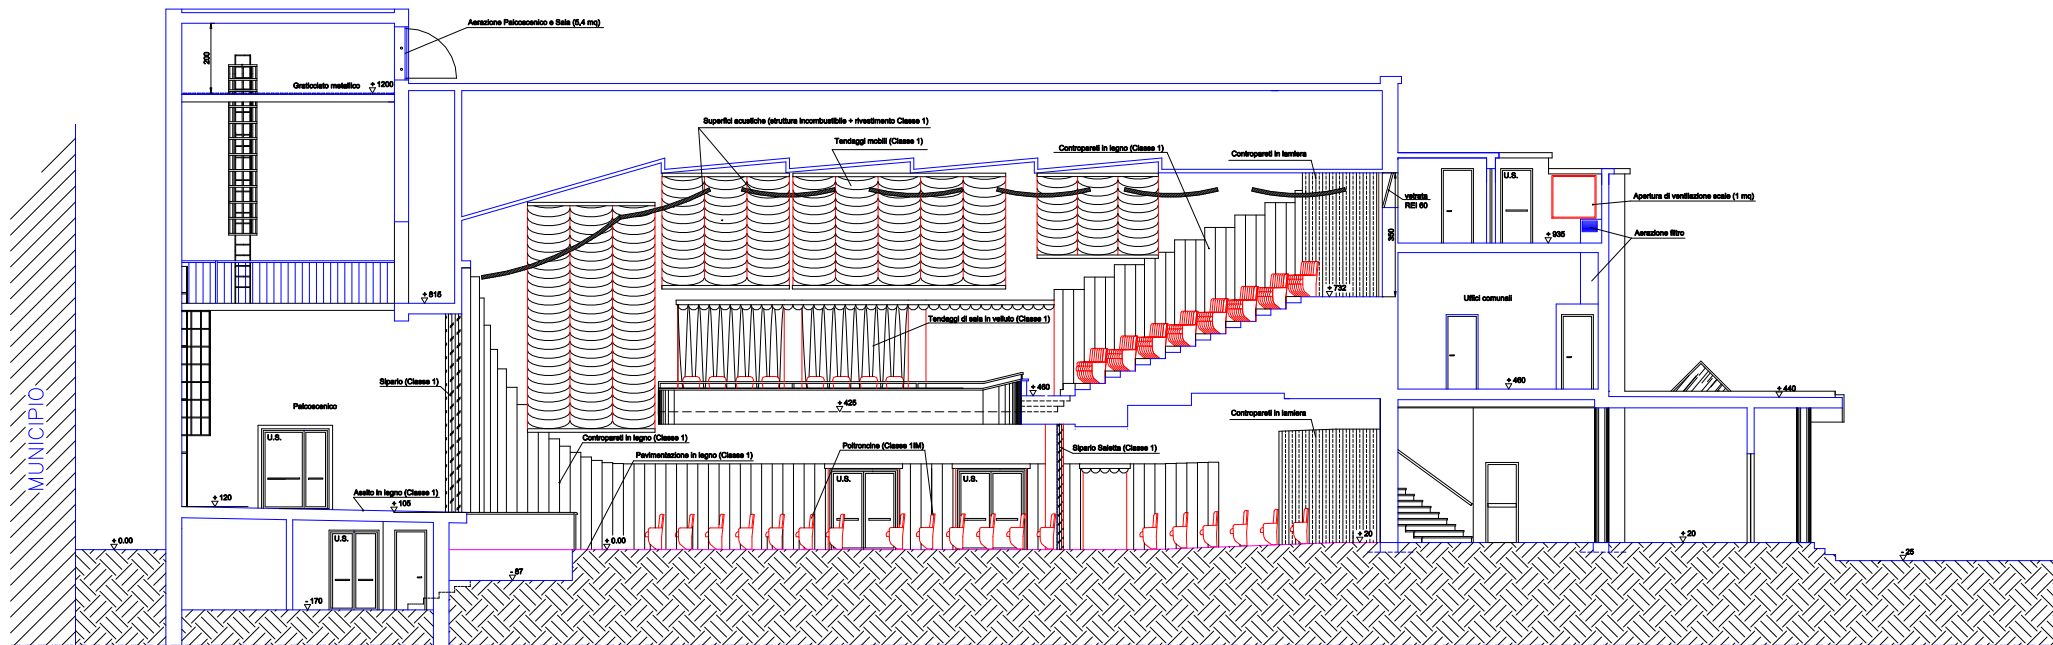 Aerazione Palcoscenico e Sala (5,4 mq)
200
Graticciato metallico
+ 1200
Superfici acustiche (struttura incombustibile + rivestimento Classe 1)
Tendaggi mobili (Classe 1)
Contropareti in legno (Classe 1)
Contropareti in lamiera
U.S.
vetrata
REI 60
Apertura di ventilazione scale (1 mq)
350
+ 935
Aerazione filtro
+ 815
+ 732
Uffici comunali
Tendaggi di sala in velluto (Classe 1)
Sipario (Classe 1)
MUNICIPIO
Palcoscenico
+ 425
+ 460
+ 460
+ 440
Contropareti in lamiera
U.S.
Contropareti in legno (Classe 1)
Pavimentazione in legno (Classe 1)
Poltroncine (Classe 1IM)
Sipario Saletta (Classe 1)
U.S.
U.S.
Assito in legno (Classe 1)
+ 120
+ 105
+ 0.00
U.S.
+ 0.00
+ 20
+ 20
- 25
- 87
- 170